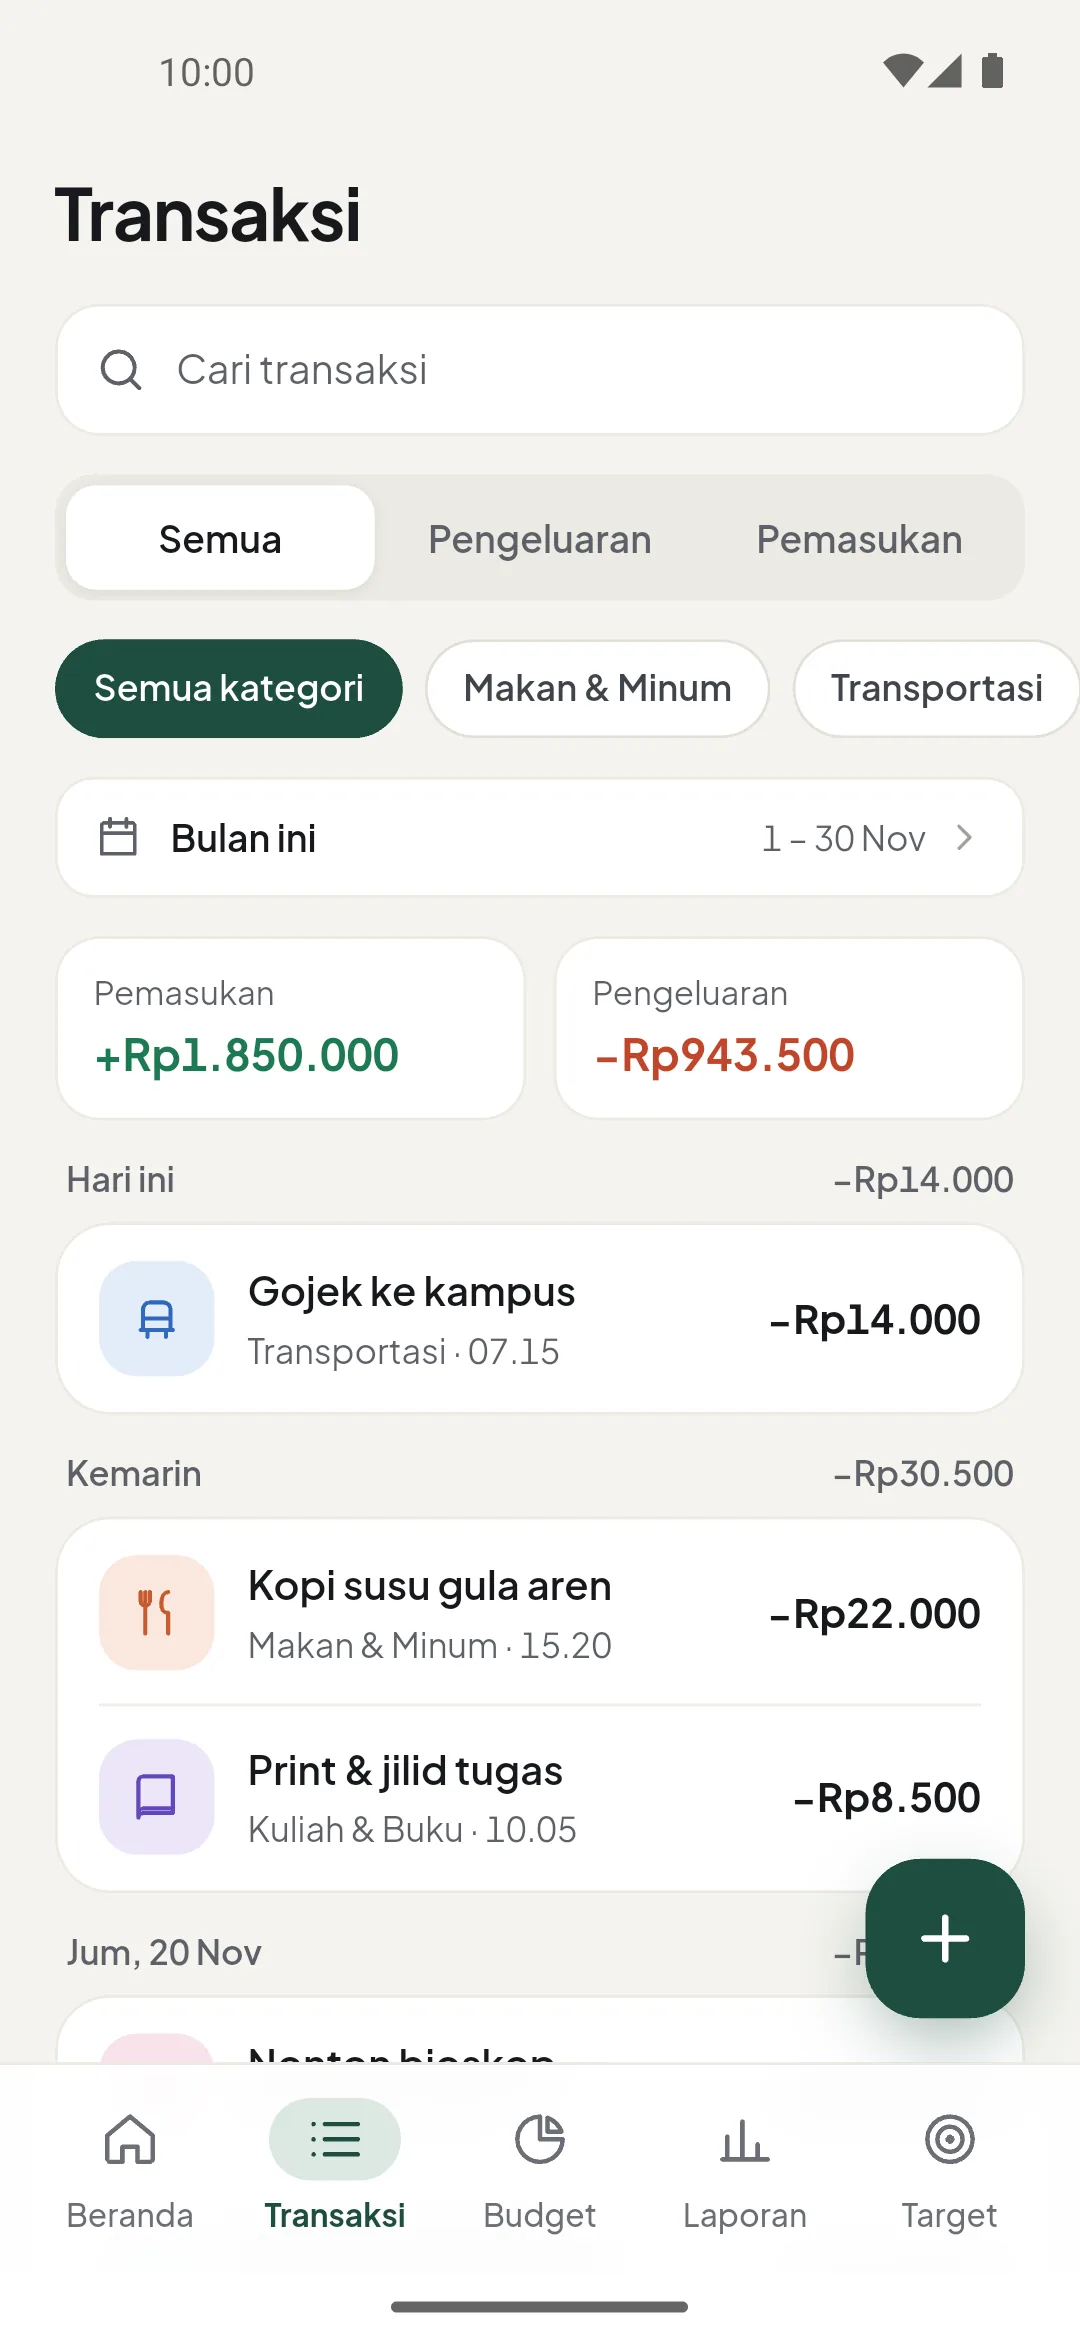 10:00
Transaksi
Cari transaksi
Semua Pengeluaran Pemasukan
Semua kategori Makan & Minum Transportasi
Bulan ini 1 – 30 Nov
Pemasukan Pengeluaran
+Rp1.850.000 −Rp943.500
Hari ini −Rp14.000
Gojek ke kampus
Transportasi · 07.15
−Rp14.000
Kemarin −Rp30.500
Kopi susu gula aren
Makan & Minum · 15.20
−Rp22.000
Print & jilid tugas
Kuliah & Buku · 10.05
−Rp8.500
Jum, 20 Nov
Nonton bioskop
Beranda Transaksi Budget Laporan Target